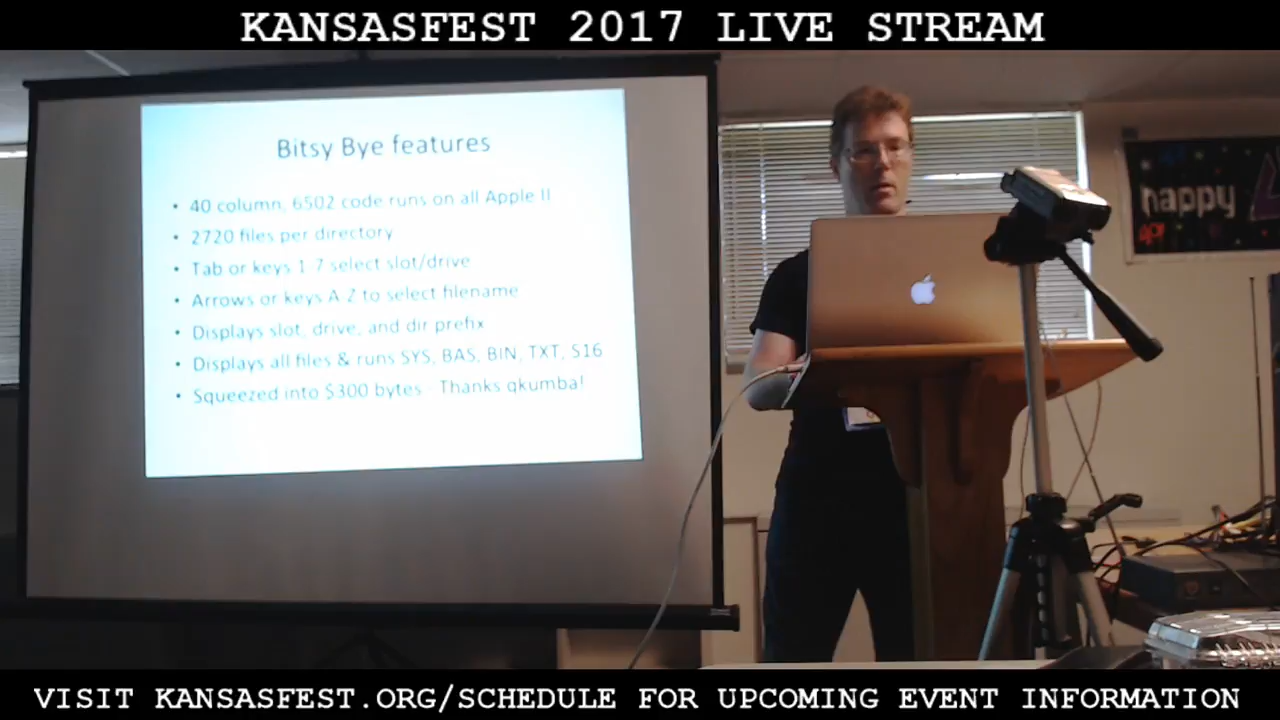 KANSASFEST 2017 LIVE STREAM
Bitsy Bye features
• 40 column, 6502 code runs on all Apple II
• 2720 files per directory
• Tab or keys 1-7 select slot/drive
• Arrows or keys A-Z to select filename
• Displays slot, drive, and dir prefix
• Displays all files & runs SYS, BAS, BIN, TXT, S16
• Squeezed into $300 bytes - Thanks qkumba!
happy
VISIT KANSASFEST.ORG/SCHEDULE FOR UPCOMING EVENT INFORMATION